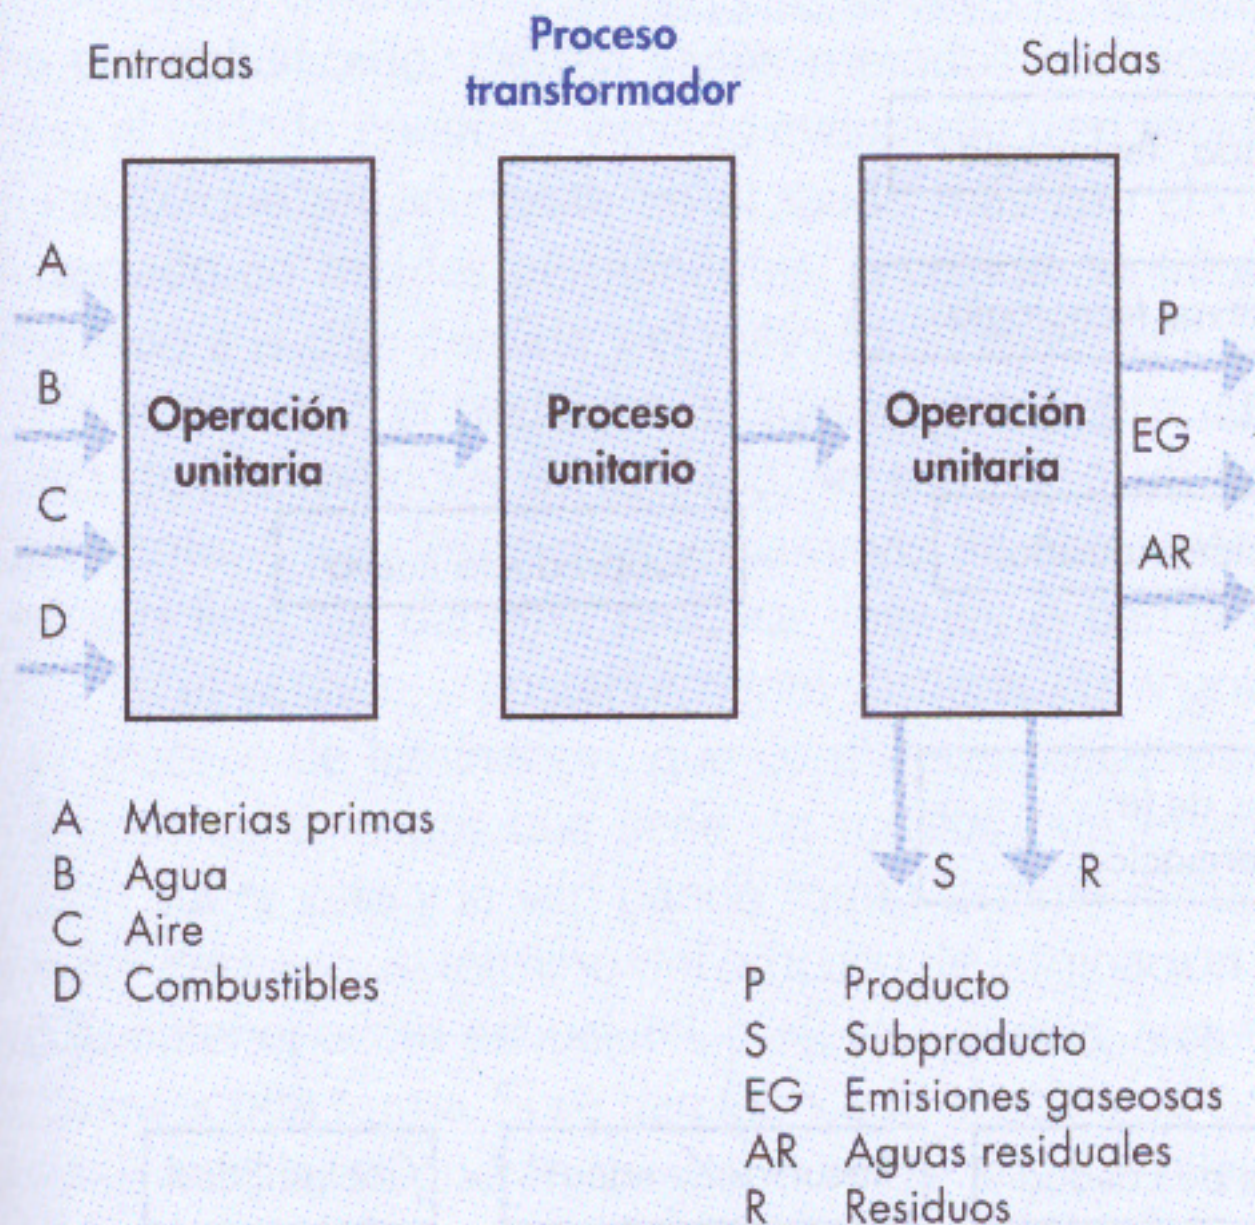 Entradas
Proceso
transformador
Salidas
A
B
C
D
Operación
unitaria
Proceso
unitario
Operación
unitaria
P
EG
AR
S
R
A Materias primas
B Agua
C Aire
D Combustibles
P Producto
S Subproducto
EG Emisiones gaseosas
AR Aguas residuales
R Residuos